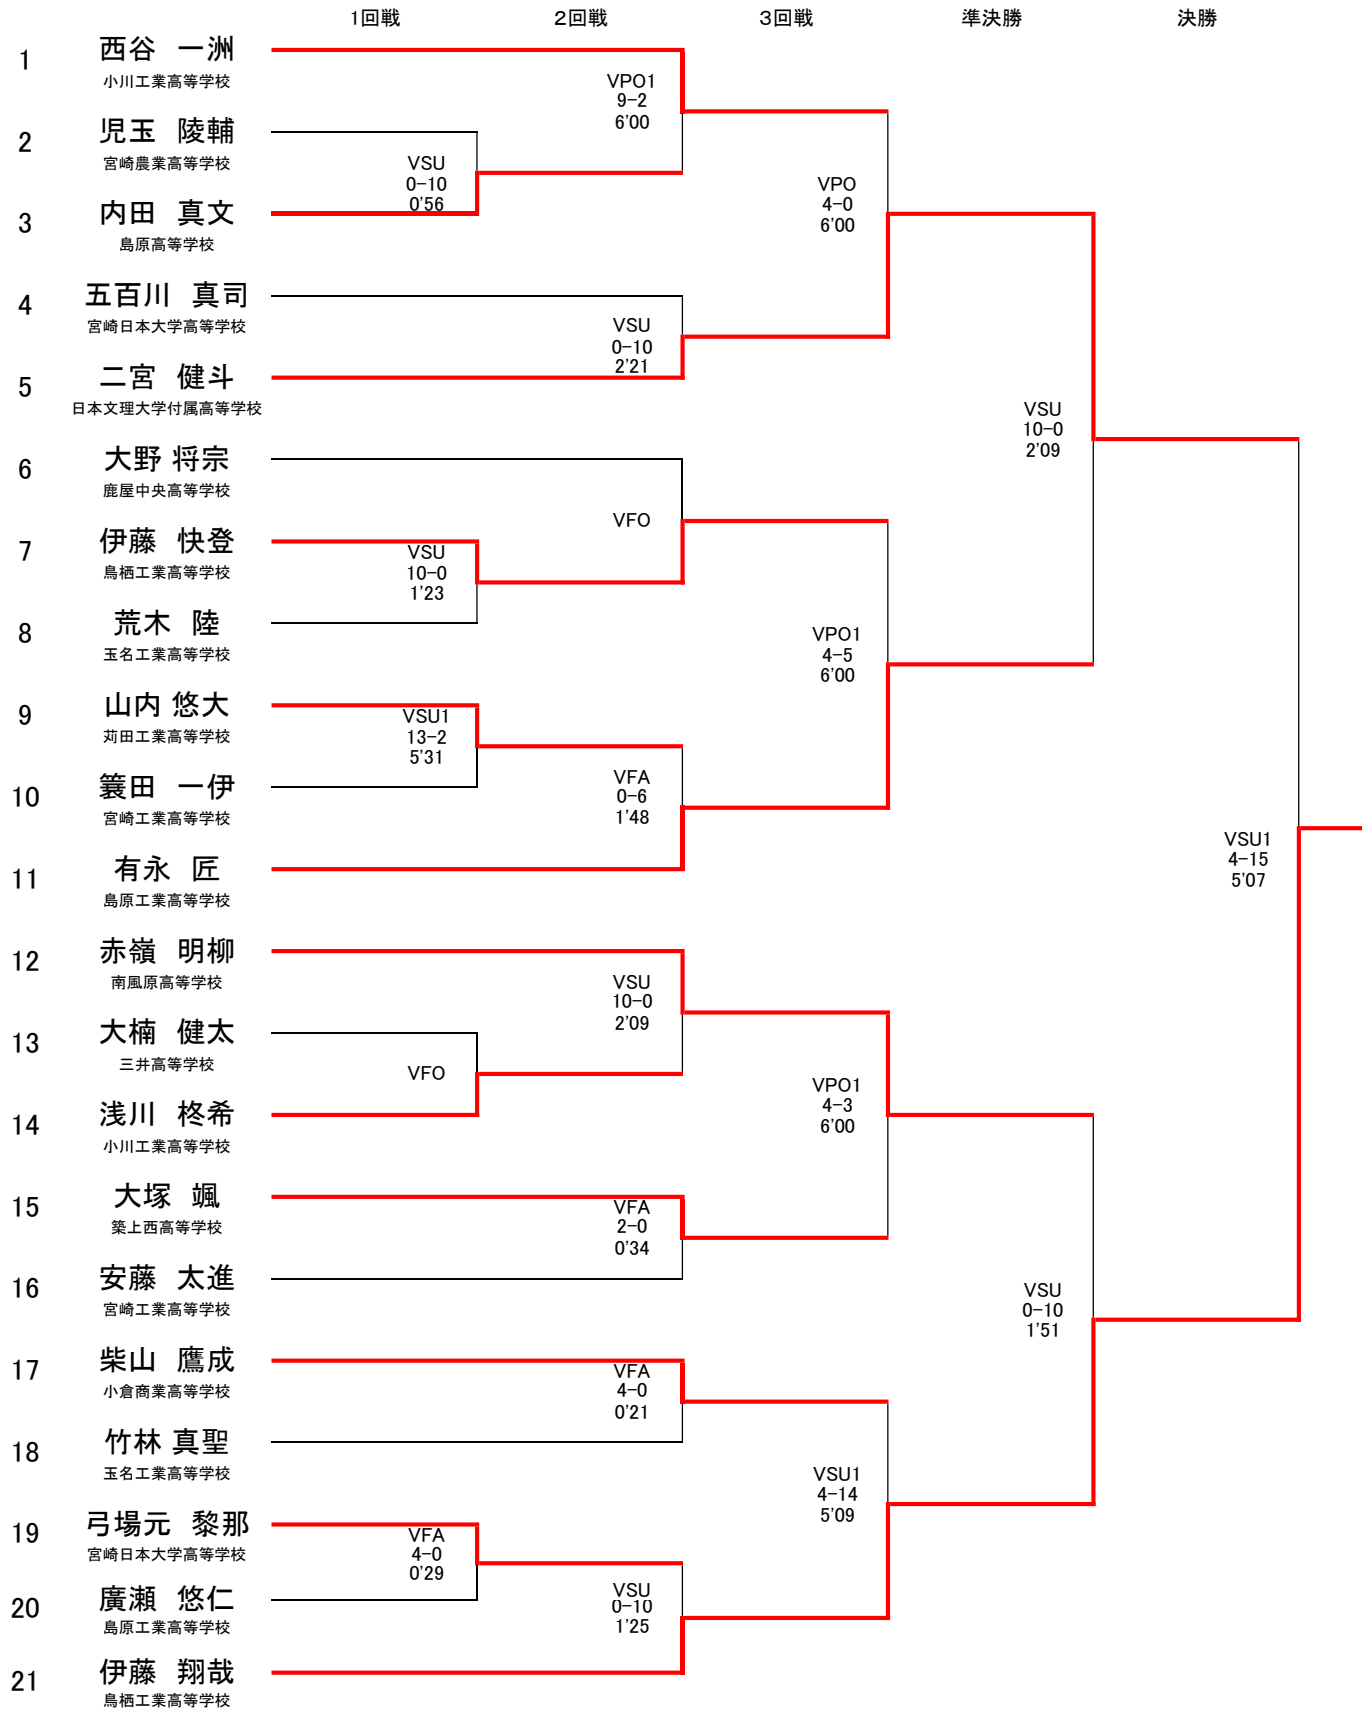 1回戦 2回戦 3回戦 準決勝 決勝
1 西谷　一洲
小川工業高等学校
VPO1
9-2
6'00
2 児玉　陵輔
宮崎農業高等学校
VSU
0-10
0'56
3 内田　真文
島原高等学校
VPO
4-0
6'00
4 五百川　真司
宮崎日本大学高等学校
VSU
0-10
2'21
5 二宮　健斗
日本文理大学付属高等学校
VSU
10-0
2'09
6 大野 将宗
鹿屋中央高等学校
VFO
7 伊藤　快登
鳥栖工業高等学校
VSU
10-0
1'23
8 荒木　陸
玉名工業高等学校
VPO1
4-5
6'00
9 山内 悠大
苅田工業高等学校
VSU1
13-2
5'31
10 簑田　一伊
宮崎工業高等学校
VFA
0-6
1'48
11 有永　匠
島原工業高等学校
VSU1
4-15
5'07
12 赤嶺　明柳
南風原高等学校
VSU
10-0
2'09
13 大楠　健太
三井高等学校
VFO
14 浅川　柊希
小川工業高等学校
VPO1
4-3
6'00
15 大塚　颯
築上西高等学校
VFA
2-0
0'34
16 安藤　太進
宮崎工業高等学校
VSU
0-10
1'51
17 柴山　鷹成
小倉商業高等学校
VFA
4-0
0'21
18 竹林 真聖
玉名工業高等学校
VSU1
4-14
5'09
19 弓場元　黎那
宮崎日本大学高等学校
VFA
4-0
0'29
20 廣瀬　悠仁
島原工業高等学校
VSU
0-10
1'25
21 伊藤　翔哉
鳥栖工業高等学校